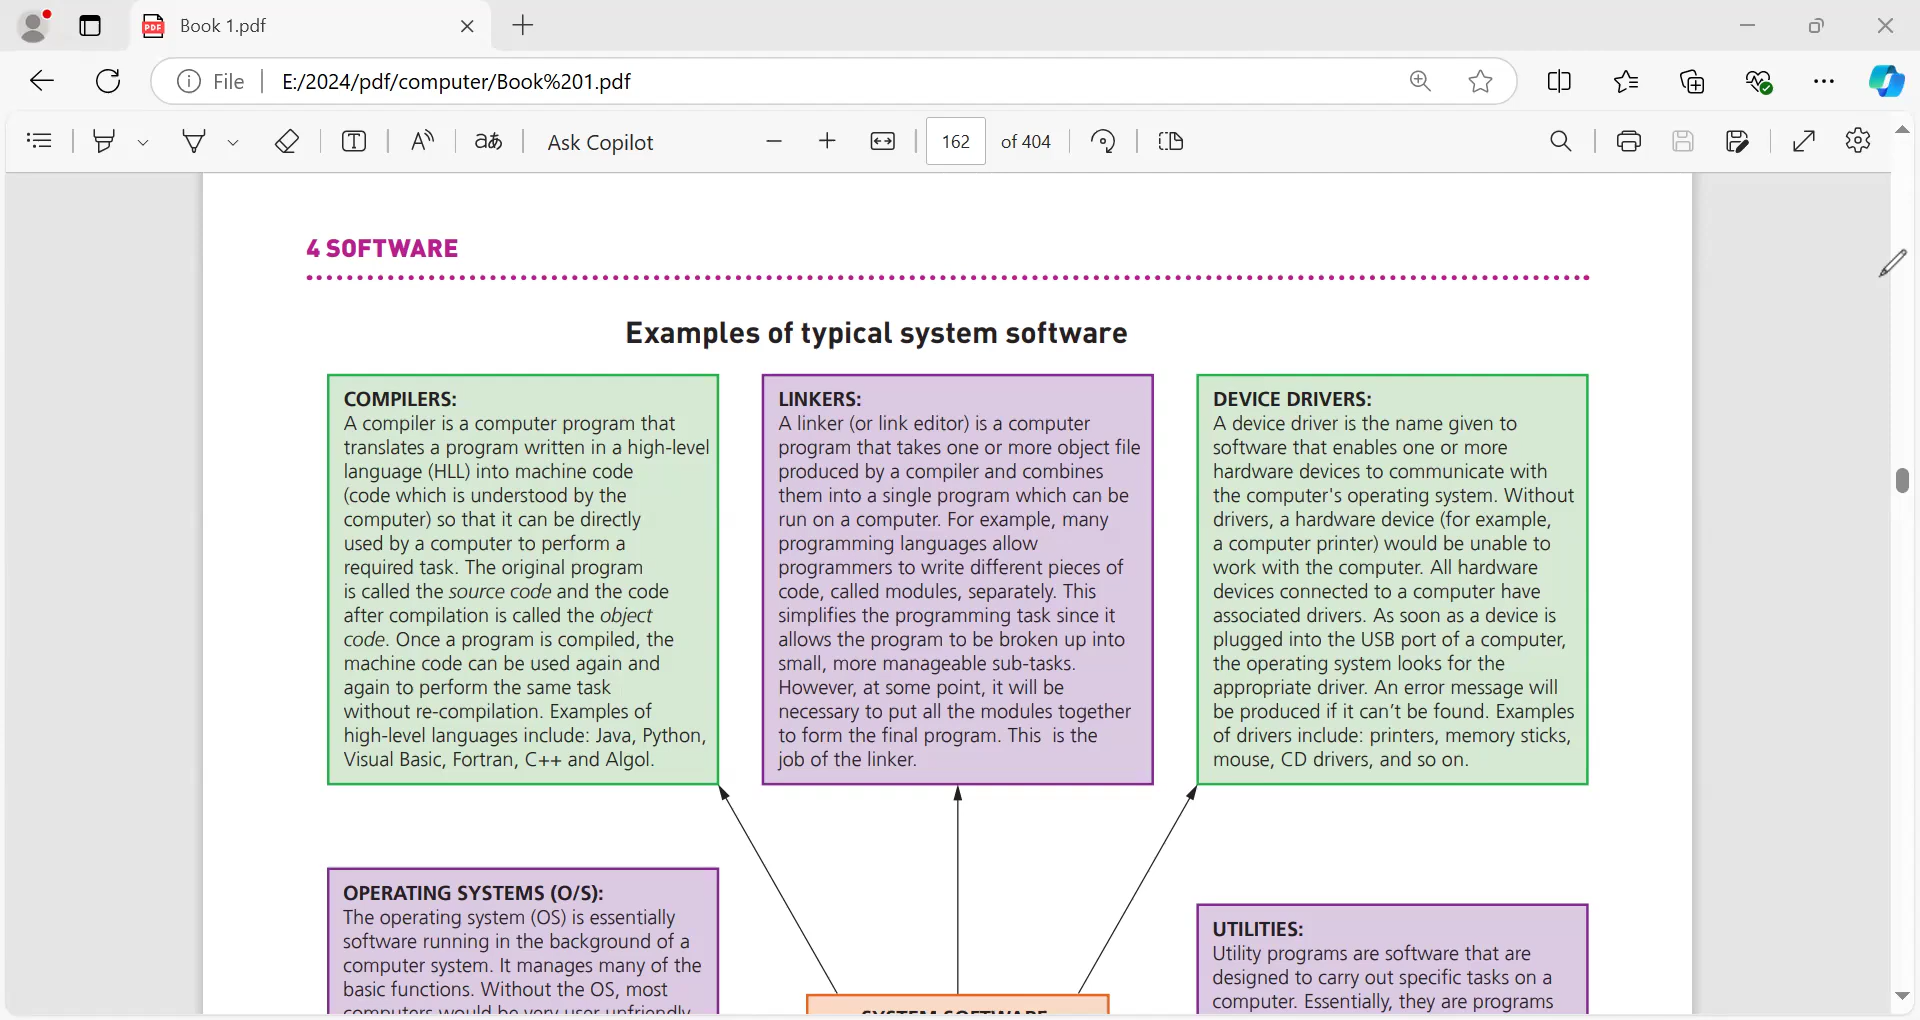 Book 1.pdf
File
E:/2024/pdf/computer/Book%201.pdf
Ask Copilot
162
of 404
4 SOFTWARE
Examples of typical system software
COMPILERS:
A compiler is a computer program that
translates a program written in a high-level
language (HLL) into machine code
(code which is understood by the
computer) so that it can be directly
used by a computer to perform a
required task. The original program
is called the source code and the code
after compilation is called the object
code. Once a program is compiled, the
machine code can be used again and
again to perform the same task
without re-compilation. Examples of
high-level languages include: Java, Python,
Visual Basic, Fortran, C++ and Algol.
LINKERS:
A linker (or link editor) is a computer
program that takes one or more object file
produced by a compiler and combines
them into a single program which can be
run on a computer. For example, many
programming languages allow
programmers to write different pieces of
code, called modules, separately. This
simplifies the programming task since it
allows the program to be broken up into
small, more manageable sub-tasks.
However, at some point, it will be
necessary to put all the modules together
to form the final program. This is the
job of the linker.
DEVICE DRIVERS:
A device driver is the name given to
software that enables one or more
hardware devices to communicate with
the computer's operating system. Without
drivers, a hardware device (for example,
a computer printer) would be unable to
work with the computer. All hardware
devices connected to a computer have
associated drivers. As soon as a device is
plugged into the USB port of a computer,
the operating system looks for the
appropriate driver. An error message will
be produced if it can’t be found. Examples
of drivers include: printers, memory sticks,
mouse, CD drivers, and so on.
OPERATING SYSTEMS (O/S):
The operating system (OS) is essentially
software running in the background of a
computer system. It manages many of the
basic functions. Without the OS, most
computers would be very user unfriendly
UTILITIES:
Utility programs are software that are
designed to carry out specific tasks on a
computer. Essentially, they are programs
SYSTEM SOFTWARE